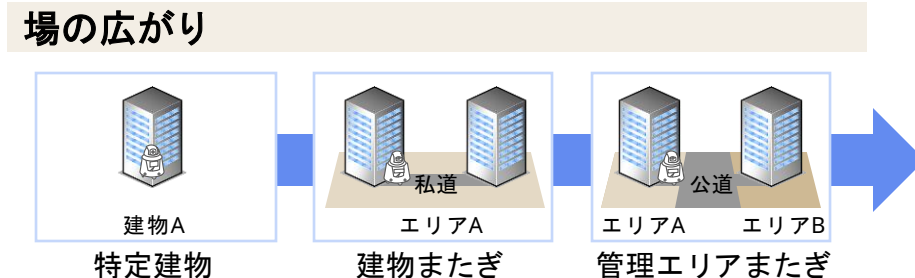 場の広がり
建物A
特定建物
私道
エリアA
建物またぎ
公道
エリアA
エリアB
管理エリアまたぎ